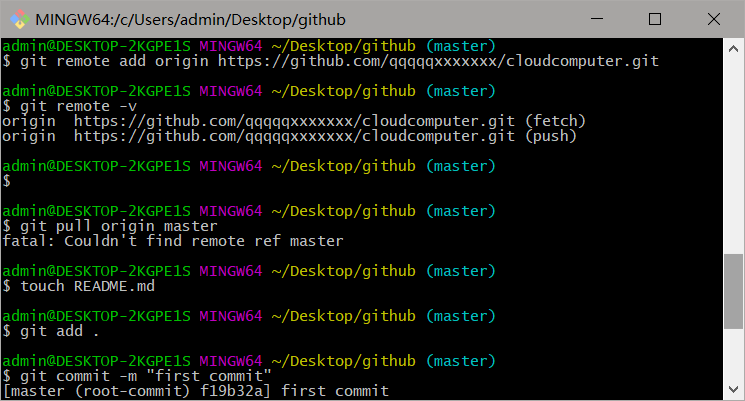 MINGW64:/c/Users/admin/Desktop/github
admin@DESKTOP-2KGPE1S MINGW64 ~/Desktop/github (master)
$ git remote add origin https://github.com/qqqqqxxxxxxx/cloudcomputer.git
admin@DESKTOP-2KGPE1S MINGW64 ~/Desktop/github (master)
$ git remote -v
origin  https://github.com/qqqqqxxxxxxx/cloudcomputer.git (fetch)
origin  https://github.com/qqqqqxxxxxxx/cloudcomputer.git (push)
admin@DESKTOP-2KGPE1S MINGW64 ~/Desktop/github (master)
$
admin@DESKTOP-2KGPE1S MINGW64 ~/Desktop/github (master)
$ git pull origin master
fatal: Couldn't find remote ref master
admin@DESKTOP-2KGPE1S MINGW64 ~/Desktop/github (master)
$ touch README.md
admin@DESKTOP-2KGPE1S MINGW64 ~/Desktop/github (master)
$ git add .
admin@DESKTOP-2KGPE1S MINGW64 ~/Desktop/github (master)
$ git commit -m "first commit"
[master (root-commit) f19b32a] first commit